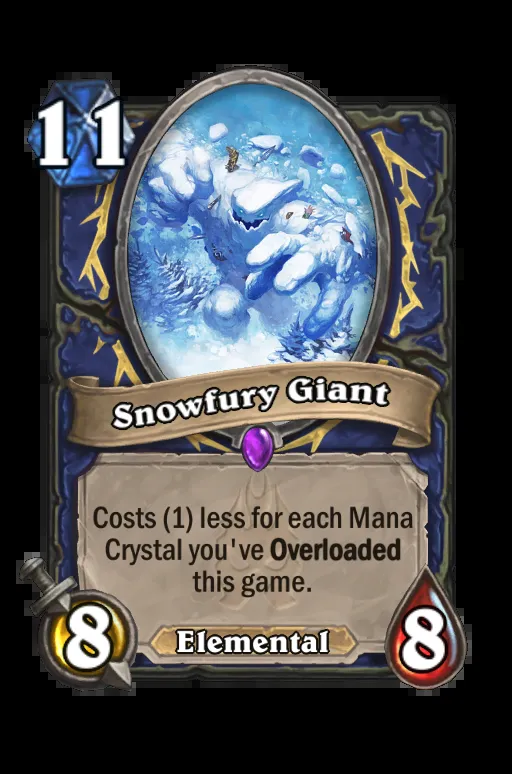 11
Snowfury Giant
Costs (1) less for each Mana
Crystal you've Overloaded
this game.
8
Elemental
8